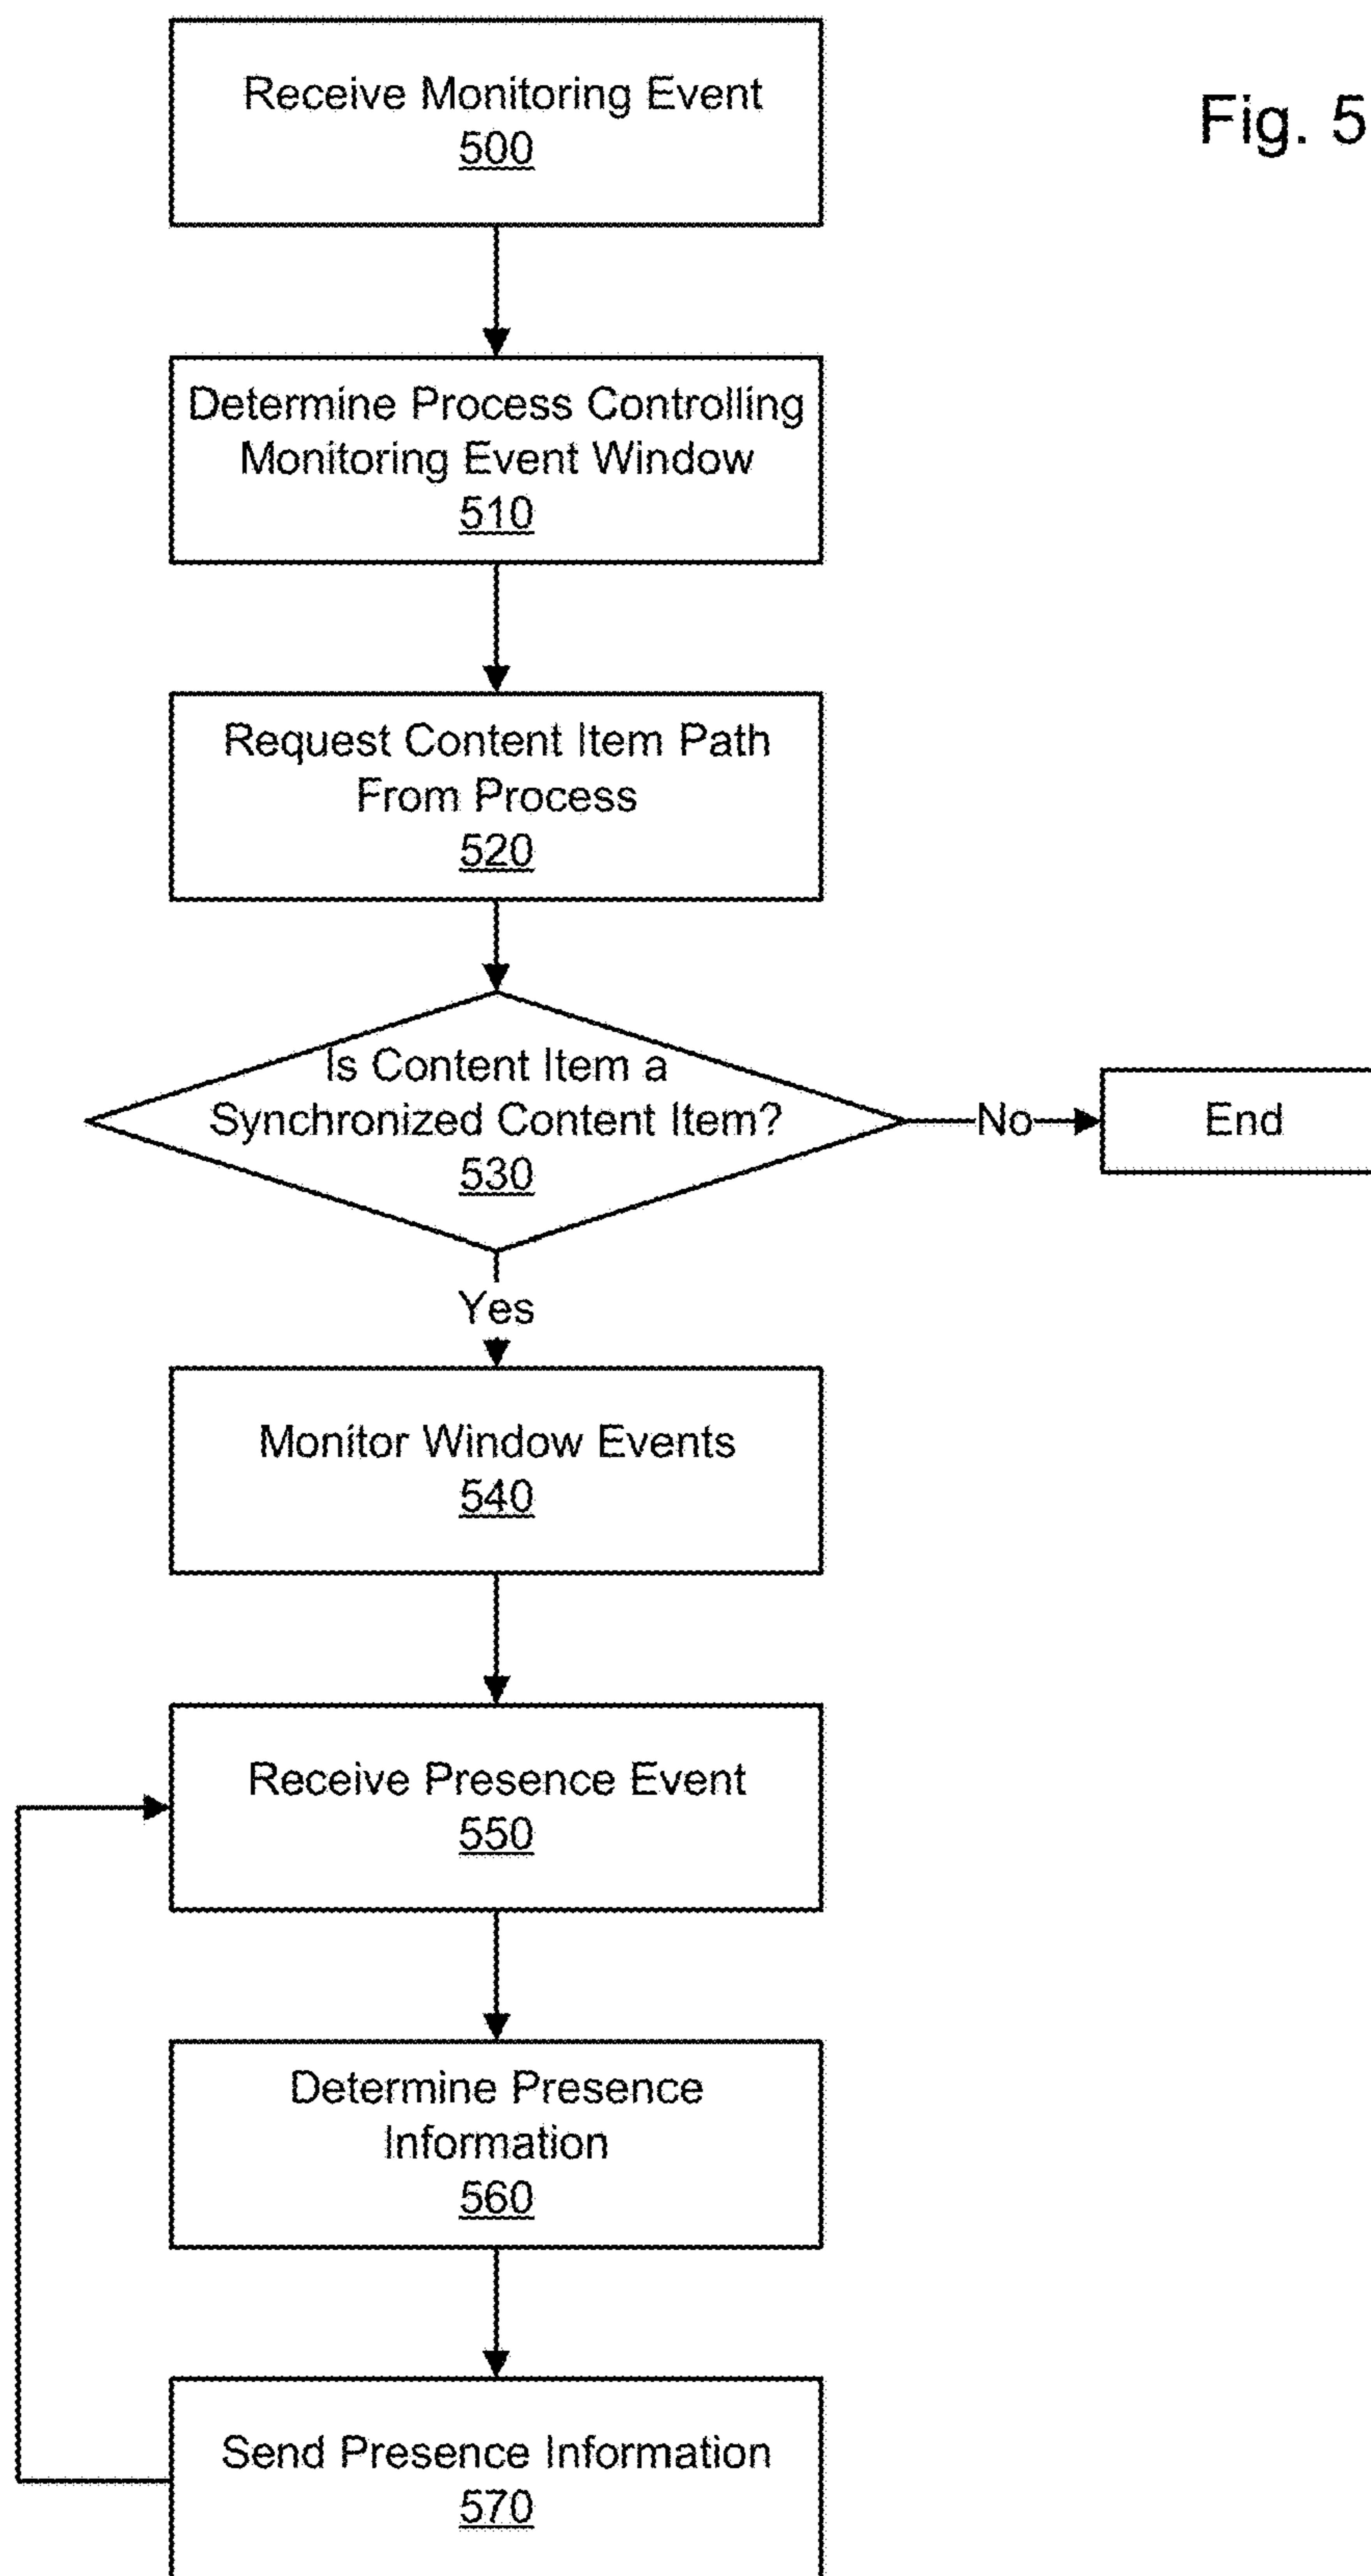 Receive Monitoring Event
500
Fig. 5
Determine Process Controlling
Monitoring Event Window
510
Request Content Item Path
From Process
520
Is Content Item a
Synchronized Content Item?
530
No
End
Yes
Monitor Window Events
540
Receive Presence Event
550
Determine Presence
Information
560
Send Presence Information
570